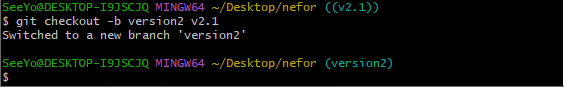 SeeYo@DESKTOP-I9JSCJQ MINGW64 ~/Desktop/nefor ((v2.1))
$ git checkout -b version2 v2.1
Switched to a new branch 'version2'

SeeYo@DESKTOP-I9JSCJQ MINGW64 ~/Desktop/nefor (version2)
$